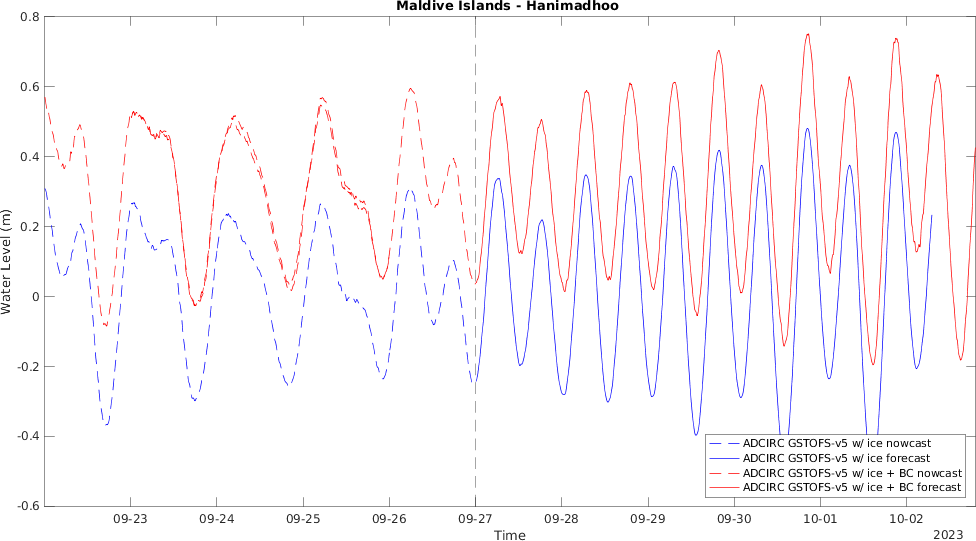 Maldive Islands - Hanimadhoo
0.8
0.6
0.4
0.2
0
-0.2
-0.4
-0.6
Water Level (m)
09-23 09-24 09-25 09-26 09-27 09-28 09-29 09-30 10-01 10-02
Time
2023
ADCIRC GSTOFS-v5 w/ ice nowcast
ADCIRC GSTOFS-v5 w/ ice forecast
ADCIRC GSTOFS-v5 w/ ice + BC nowcast
ADCIRC GSTOFS-v5 w/ ice + BC forecast